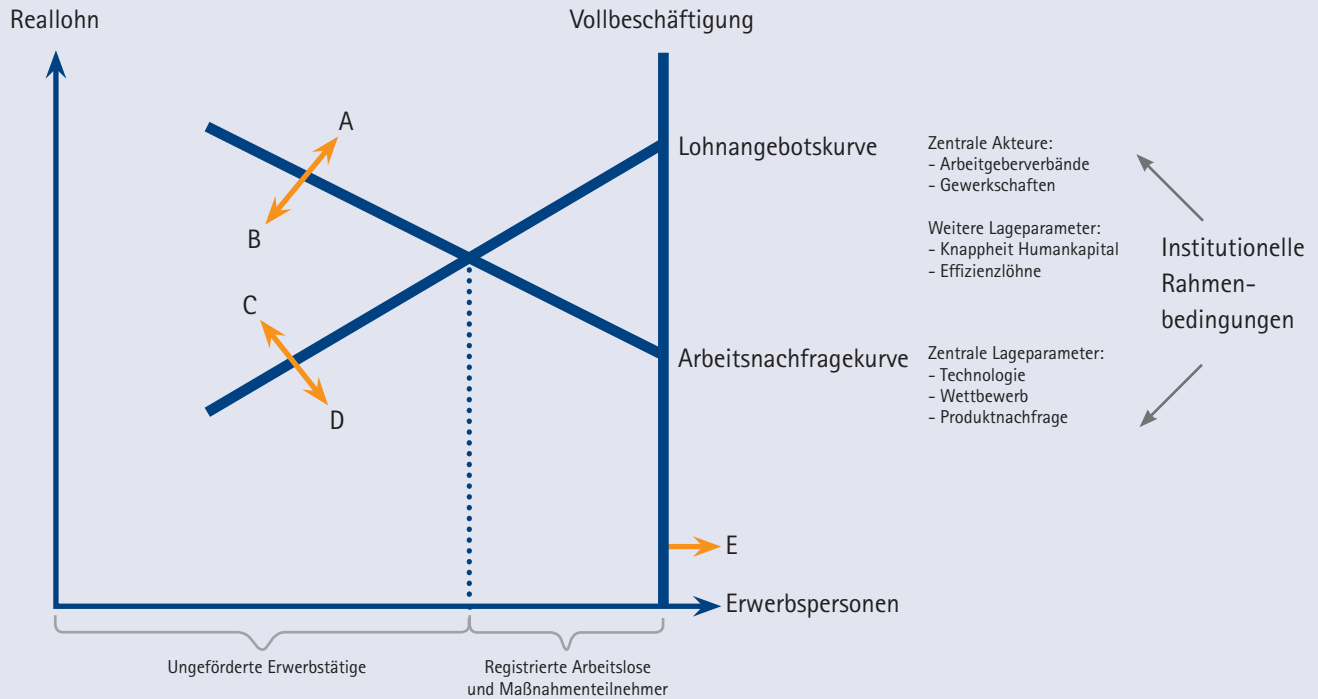 Reallohn
Vollbeschäftigung
A
B
C
D
Lohnangebotskurve
Zentrale Akteure:
- Arbeitgeberverbände
- Gewerkschaften
Weitere Lageparameter:
- Knappheit Humankapital
- Effizienzlöhne
Institutionelle
Rahmen-
bedingungen
Arbeitsnachfragekurve
Zentrale Lageparameter:
- Technologie
- Wettbewerb
- Produktnachfrage
E
Erwerbspersonen
Ungeförderte Erwerbstätige
Registrierte Arbeitslose
und Maßnahmenteilnehmer